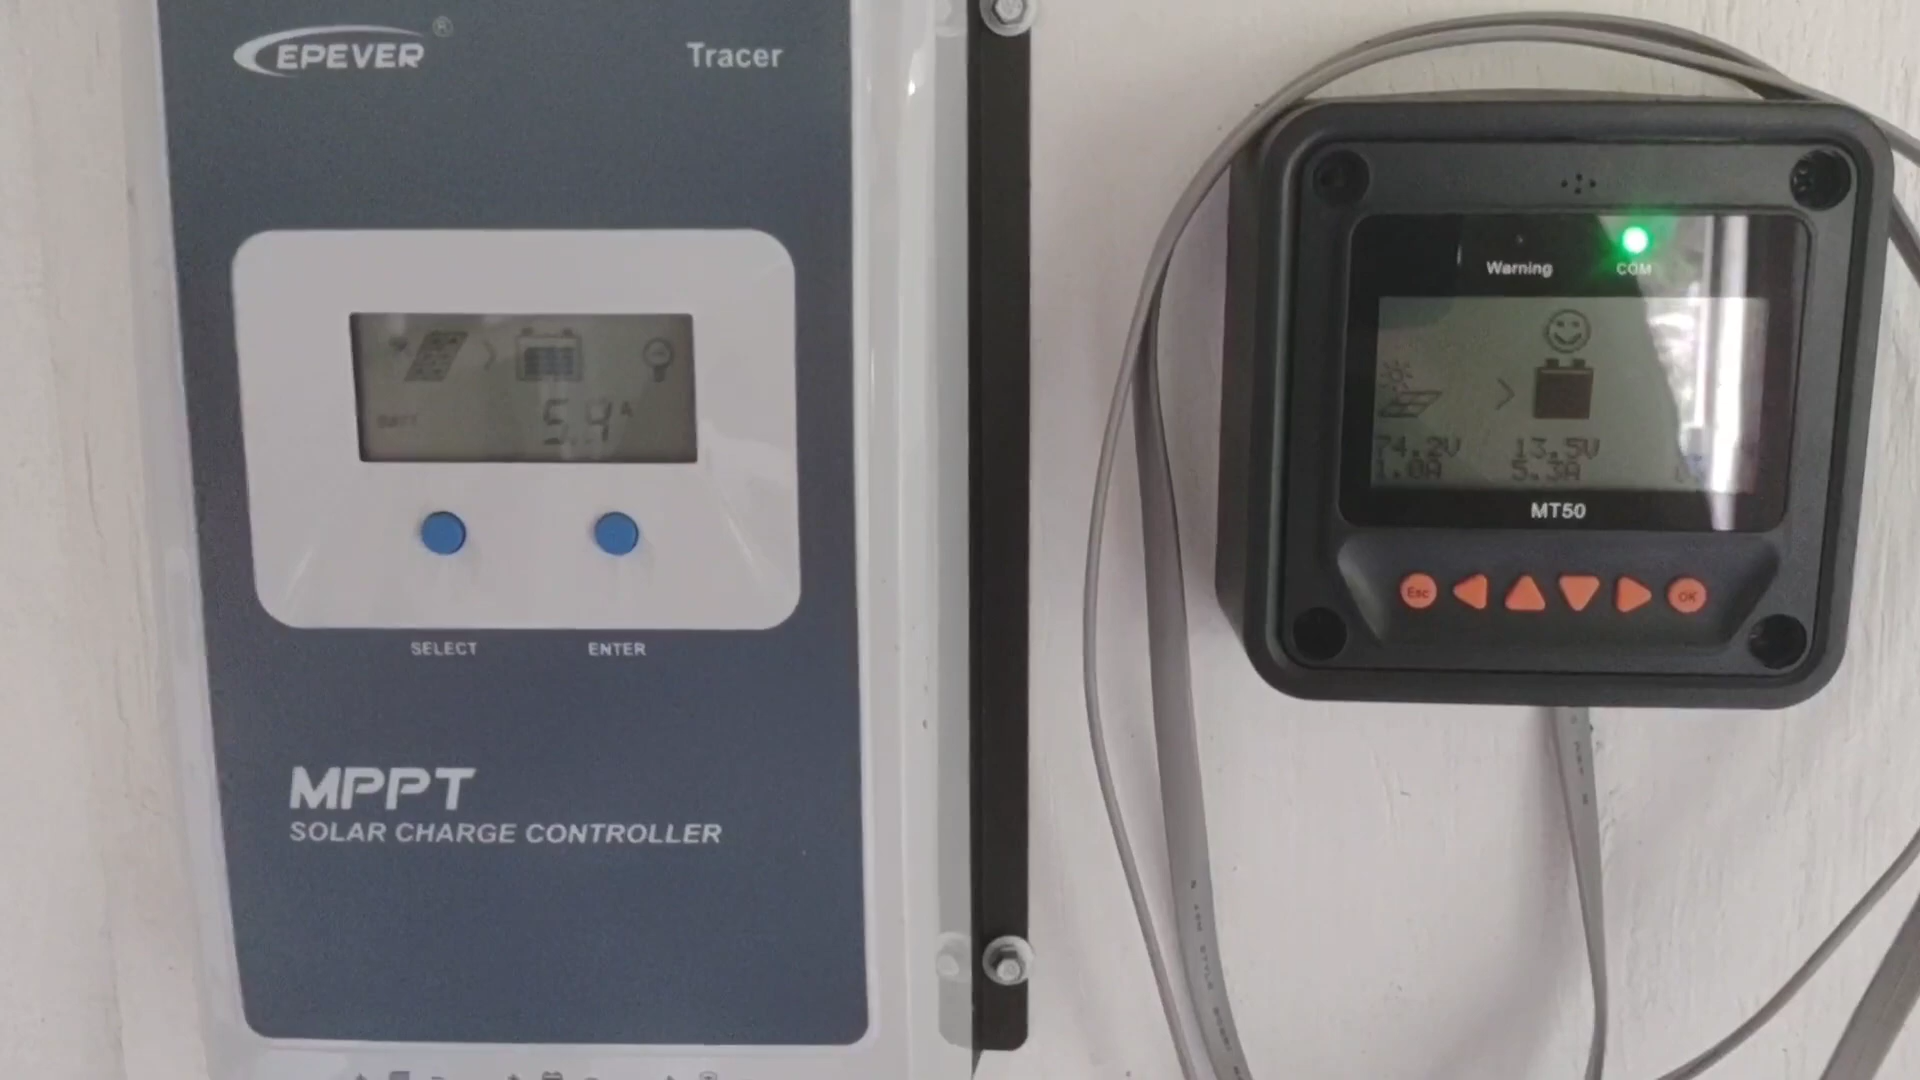 EPEVER®
Tracer
BATT
5.4 A
SELECT
ENTER
MPPT
SOLAR CHARGE CONTROLLER
Warning
COM
74.2V
13.5V
1.0A
5.3A
MT50
Esc
OK